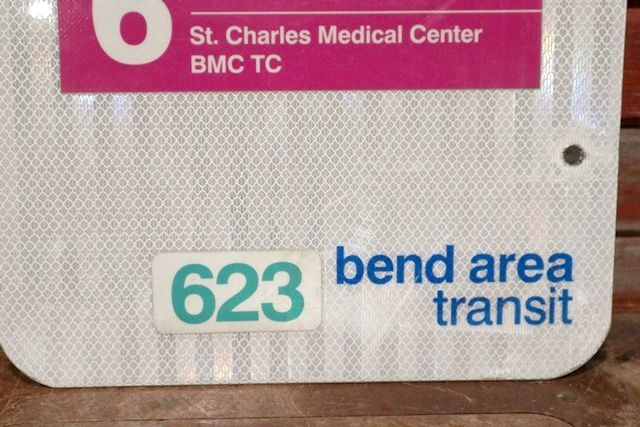 6
St. Charles Medical Center
BMC TC
623
bend area
transit